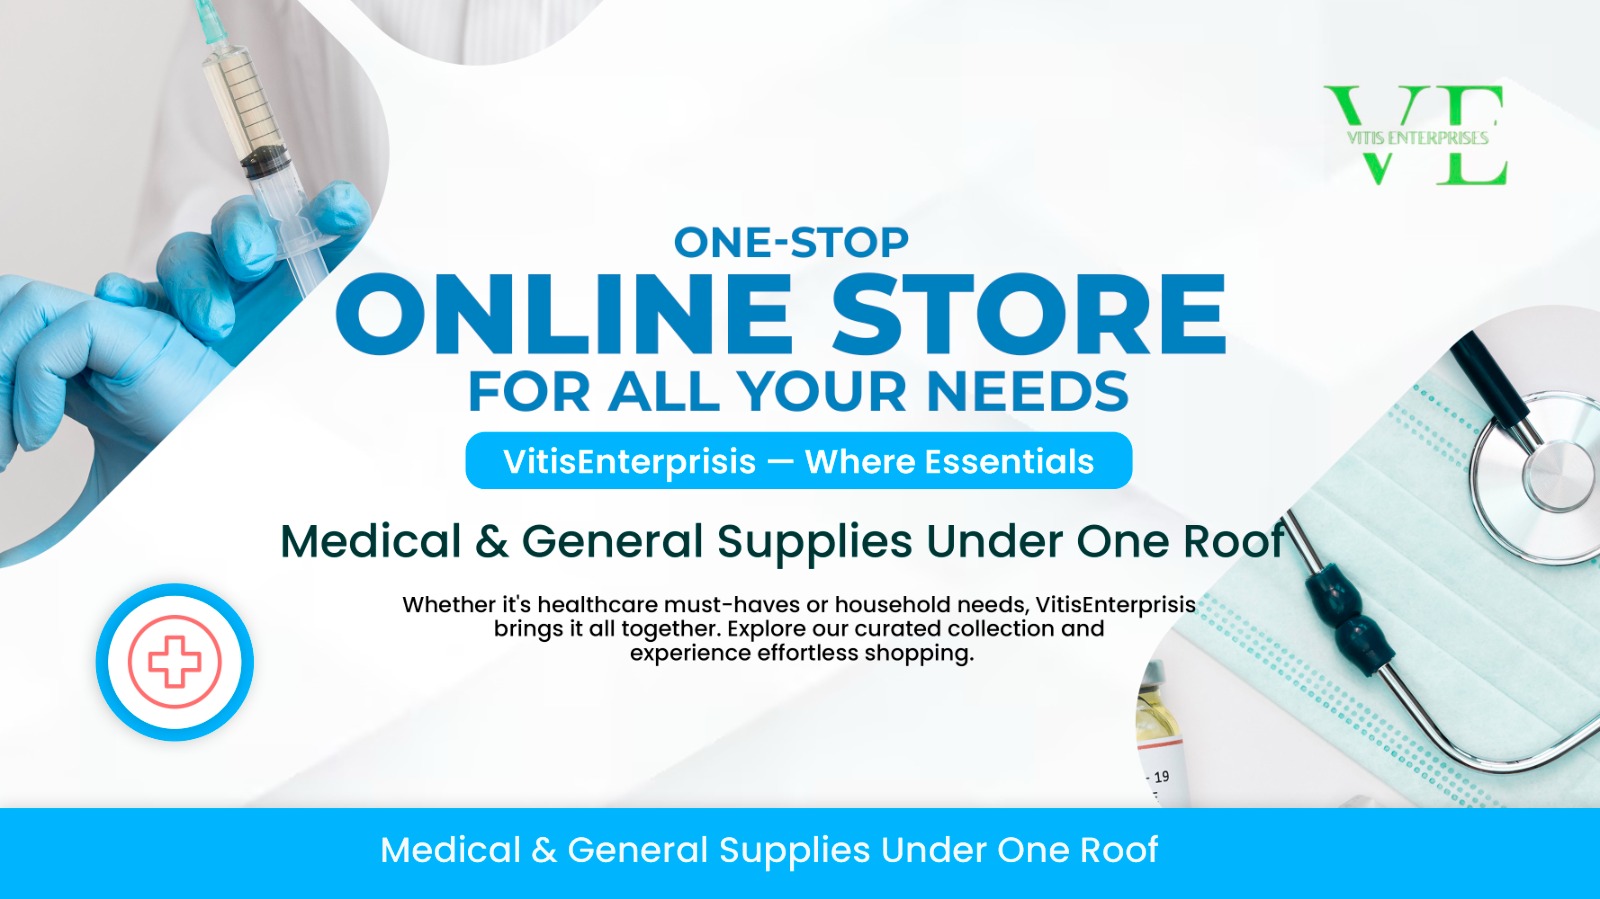 VE
VITIS ENTERPRISES
ONE-STOP
ONLINE STORE
FOR ALL YOUR NEEDS
VitisEnterprisis — Where Essentials
Medical & General Supplies Under One Roof
Whether it's healthcare must-haves or household needs, VitisEnterprisis
brings it all together. Explore our curated collection and
experience effortless shopping.
- 19
Medical & General Supplies Under One Roof